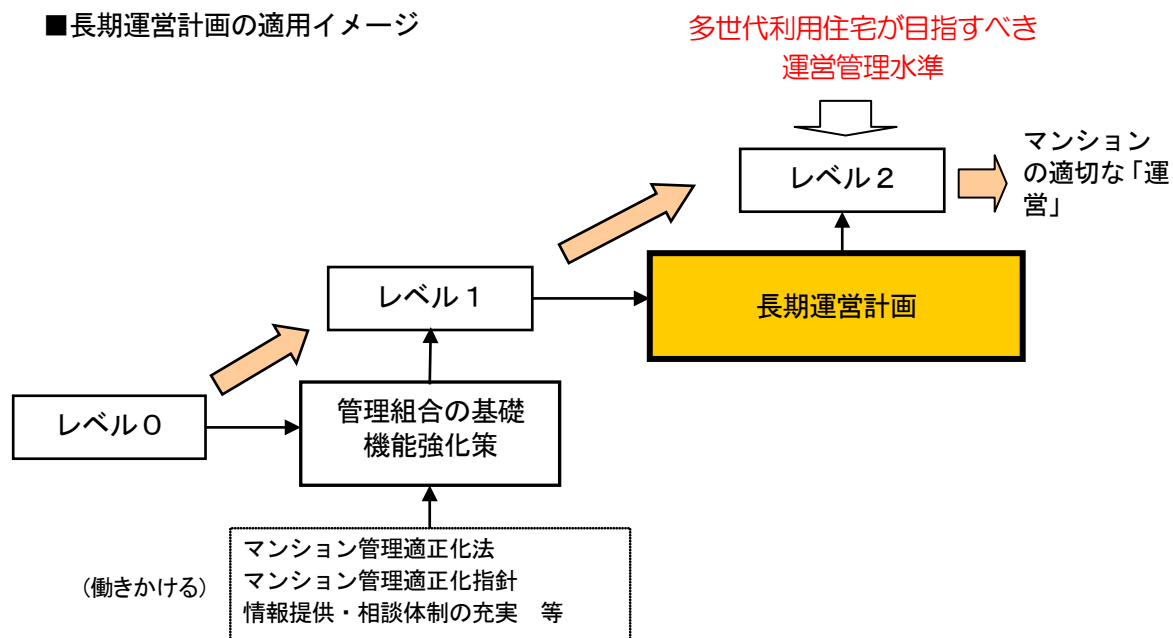 ■長期運営計画の適用イメージ
多世代利用住宅が目指すべき
運営管理水準
レベル２
マンション
の適切な「運
営」
レベル１
長期運営計画
レベル０
管理組合の基礎
機能強化策
(働きかける)
マンション管理適正化法
マンション管理適正化指針
情報提供・相談体制の充実　等